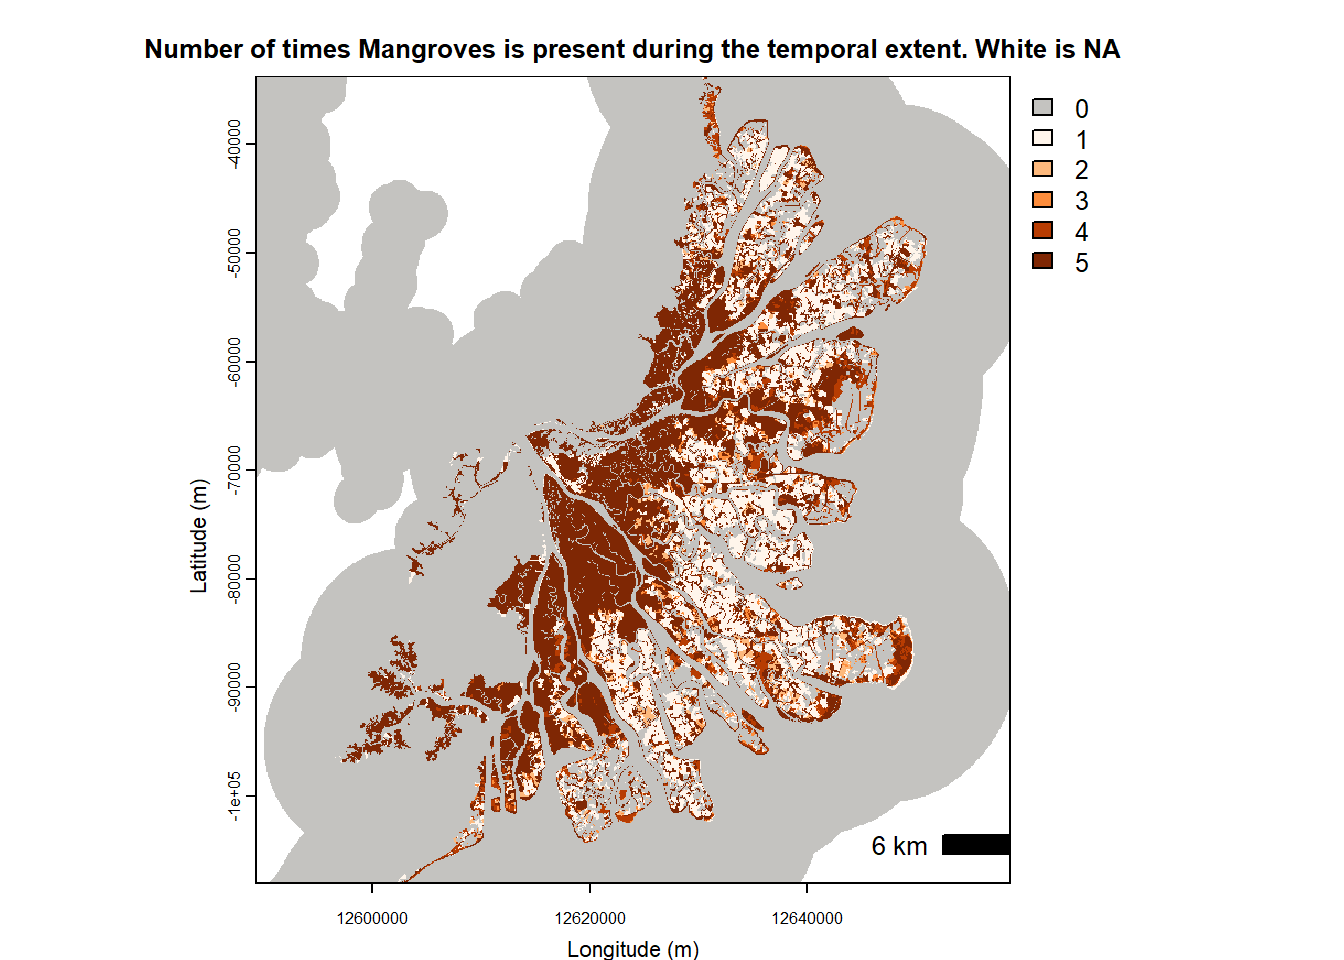 Number of times Mangroves is present during the temporal extent. White is NA
0
1
2
3
4
5
-40000
-50000
-60000
-70000
-80000
-90000
-1e+05
Latitude (m)
6 km
12600000 12620000 12640000
Longitude (m)